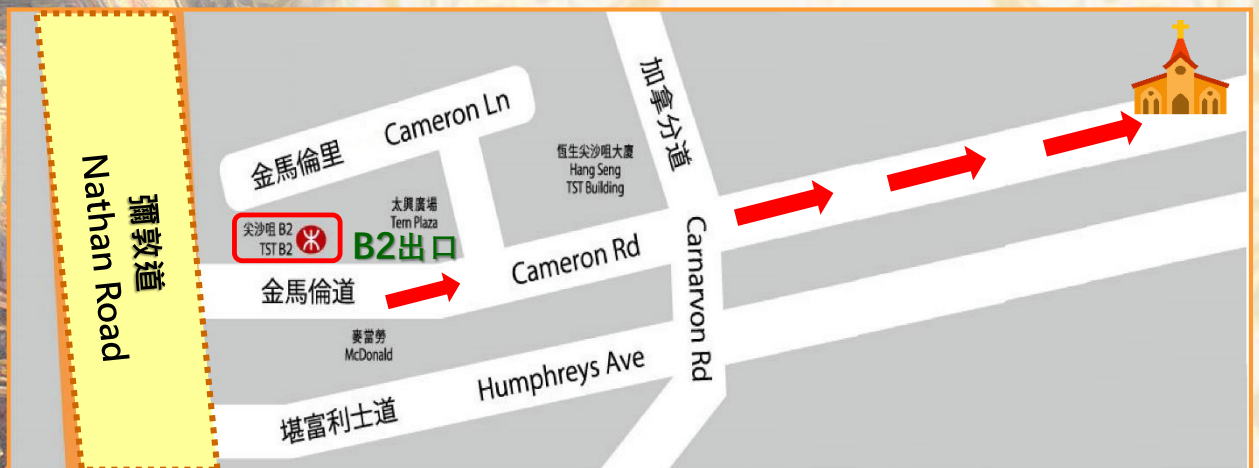 彌敦道
Nathan Road
金馬倫里 Cameron Ln
尖沙咀 B2
TST B2
太興廣場
Tern Plaza
B2出口
金馬倫道
Cameron Rd
麥當勞
McDonald
恆生尖沙咀大廈
Hang Seng
TST Building
加拿分道
Carnarvon Rd
堪富利士道
Humphreys Ave